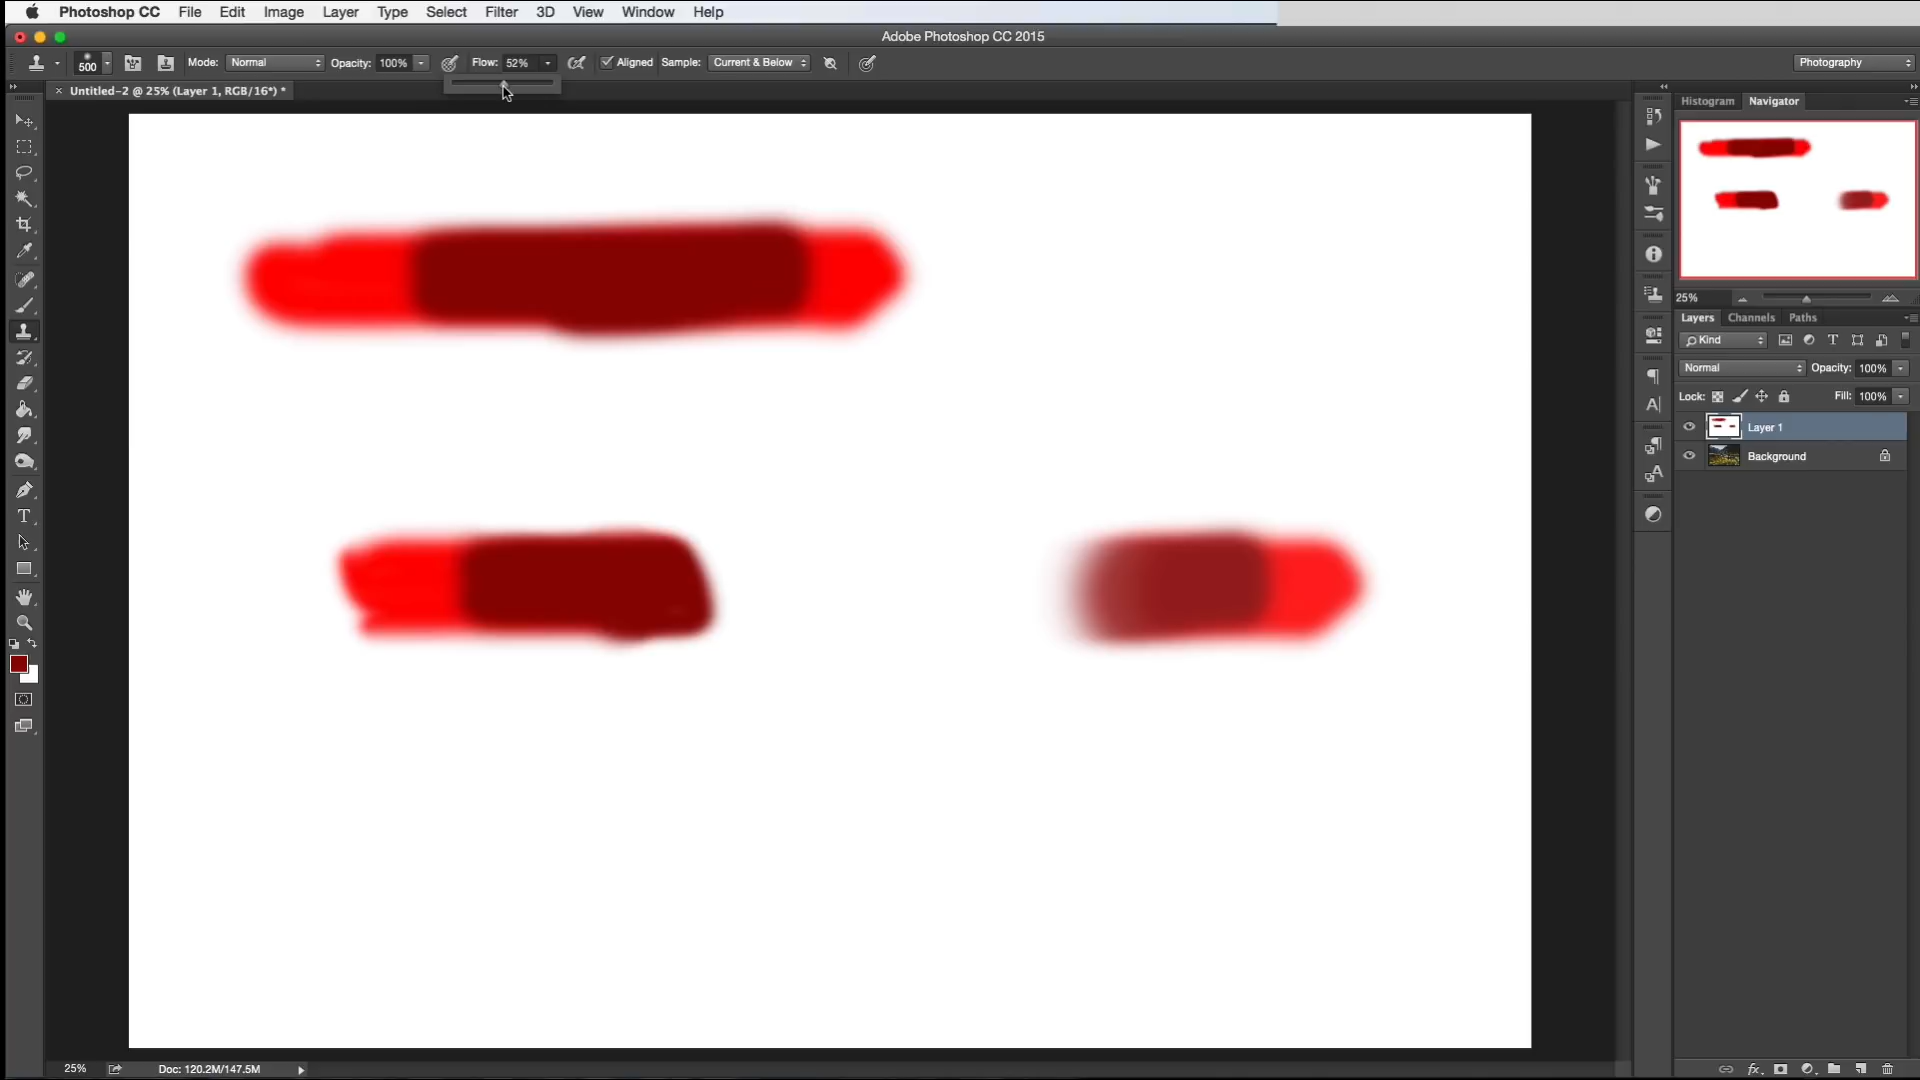 Photoshop CC File Edit Image Layer Type Select Filter 3D View Window Help
Adobe Photoshop CC 2015
500 Mode: Normal Opacity: 100% Flow: 52% Aligned Sample: Current & Below Photography
× Untitled-2 @ 25% (Layer 1, RGB/16*) *
Histogram Navigator
25%
Layers Channels Paths
Kind
Normal Opacity: 100%
Lock: Fill: 100%
Layer 1
Background
25% Doc: 120.2M/147.5M